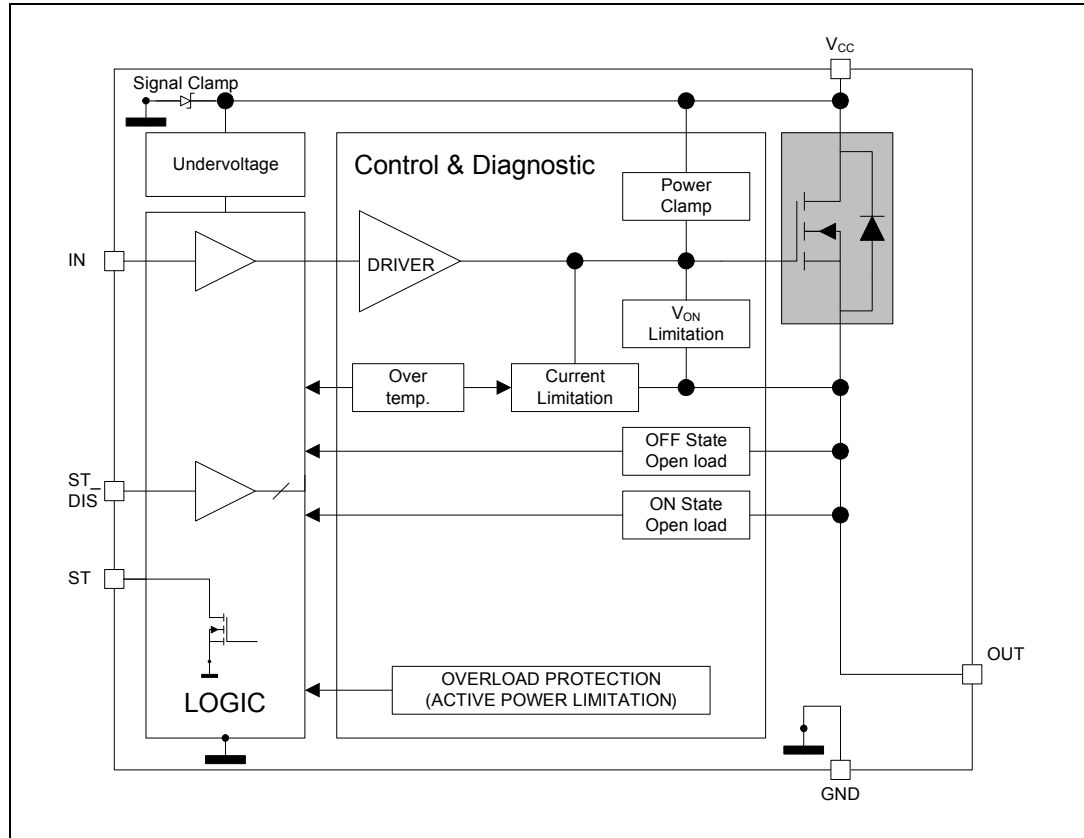 VCC
Signal Clamp
Undervoltage
Control & Diagnostic
Power
Clamp
IN
DRIVER
VON
Limitation
Over
temp.
Current
Limitation
OFF State
Open load
ST_
DIS
ON State
Open load
ST
OUT
OVERLOAD PROTECTION
(ACTIVE POWER LIMITATION)
LOGIC
GND